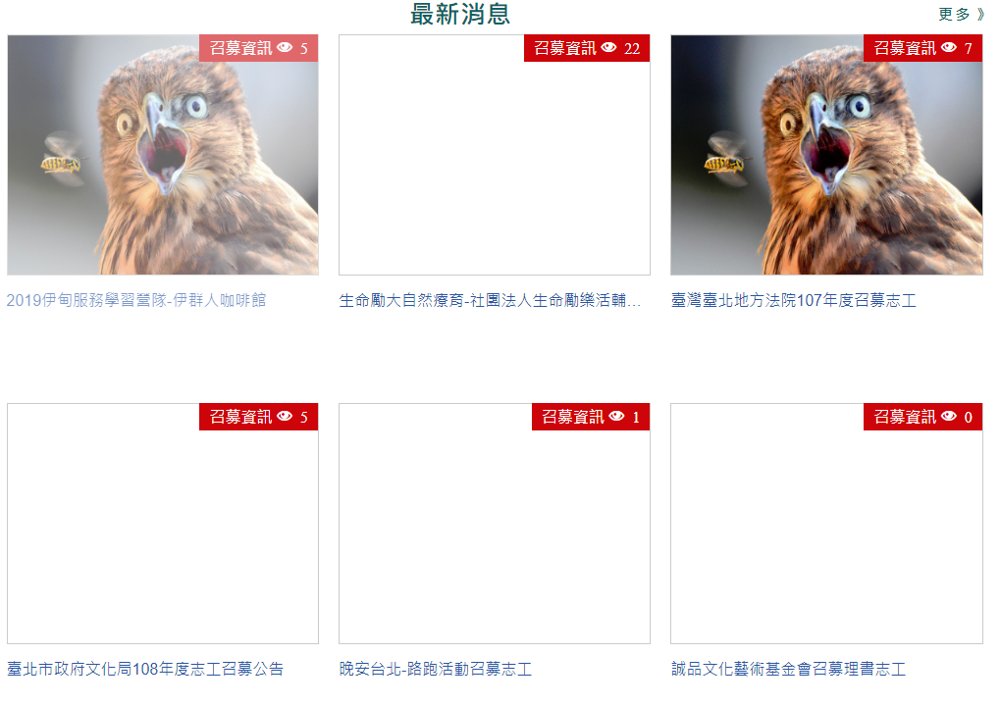 最新消息
更多 》
召募資訊 5
召募資訊 22
召募資訊 7
2019伊甸服務學習營隊-伊群人咖啡館
生命勵大自然療育-社團法人生命勵樂活輔...
臺灣臺北地方法院107年度召募志工
召募資訊 5
召募資訊 1
召募資訊 0
臺北市政府文化局108年度志工召募公告
晚安台北-路跑活動召募志工
誠品文化藝術基金會召募理書志工